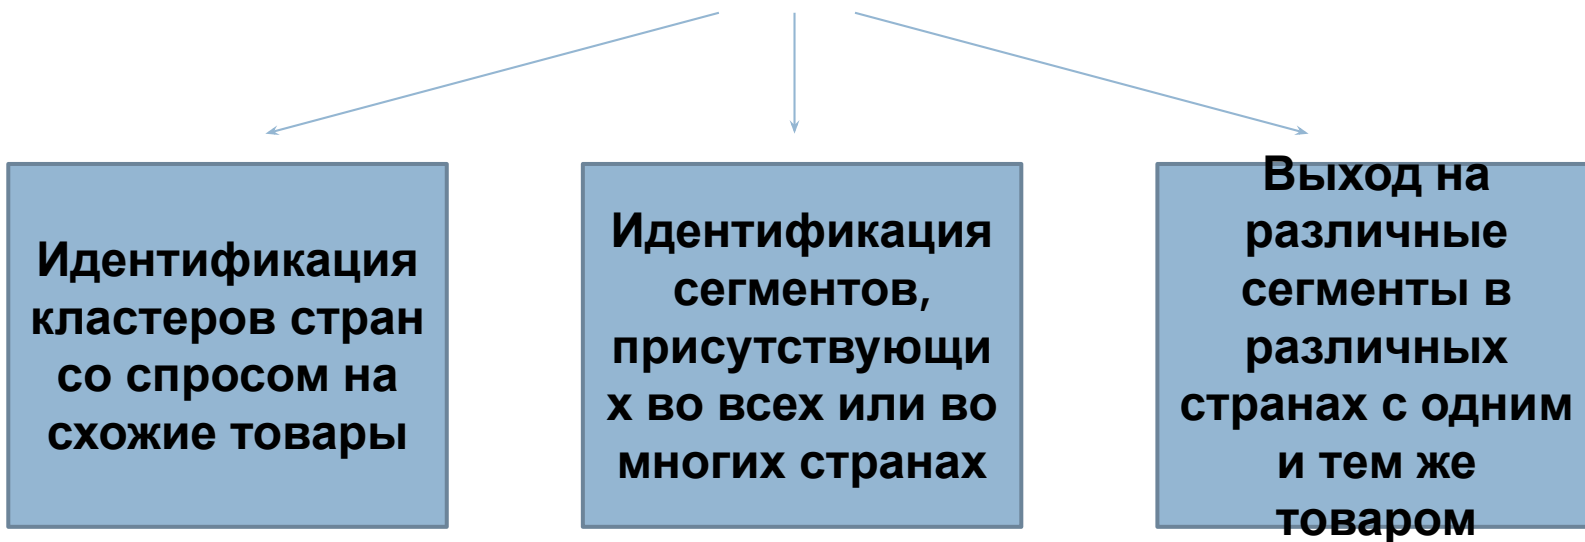 Идентификация
кластеров стран
со спросом на
схожие товары
Идентификация
сегментов,
присутствующи
х во всех или во
многих странах
Выход на
различные
сегменты в
различных
странах с одним
и тем же
товаром